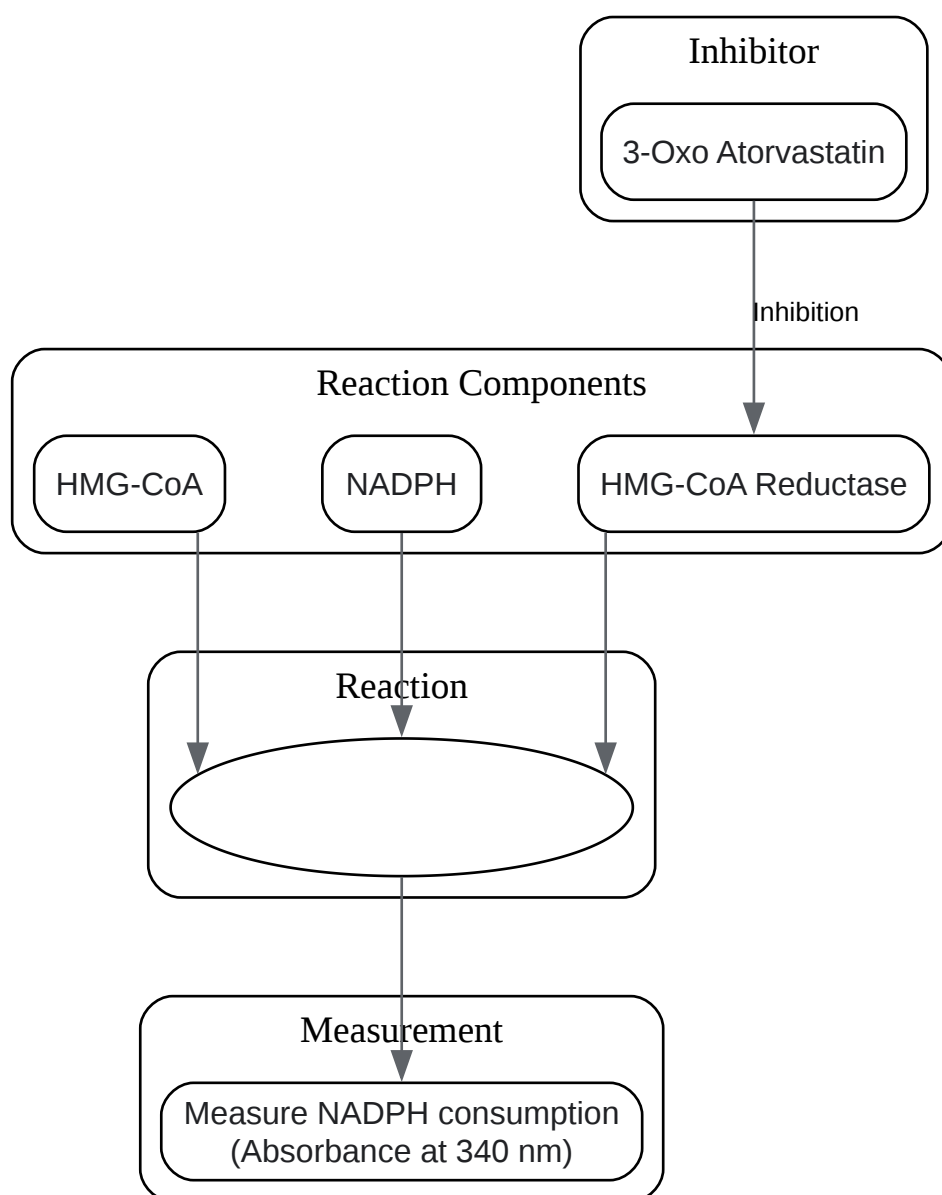 Inhibitor
3-Oxo Atorvastatin
Inhibition
Reaction Components
HMG-CoA
NADPH
HMG-CoA Reductase
Reaction
Measurement
Measure NADPH consumption
(Absorbance at 340 nm)